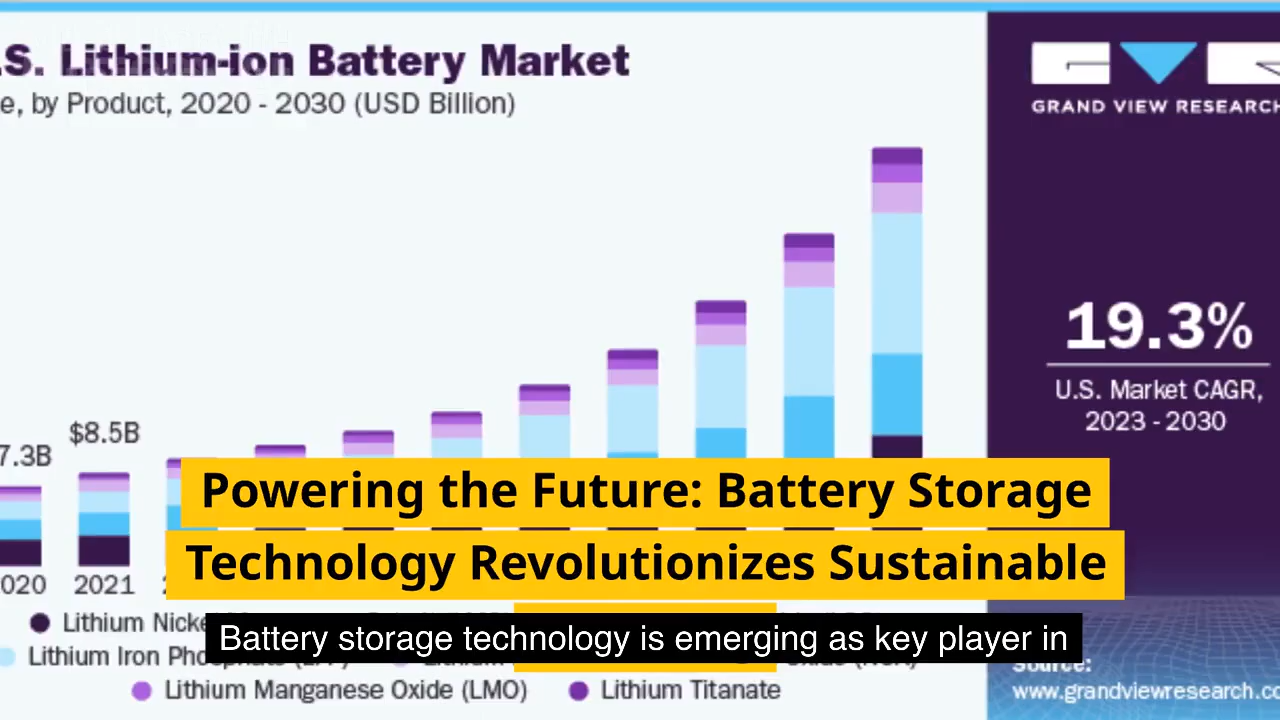 .S. Lithium-ion Battery Market
e, by Product, 2020 - 2030 (USD Billion)
GRAND VIEW RESEARCH
19.3%
U.S. Market CAGR,
2023 - 2030
$8.5B
7.3B
Powering the Future: Battery Storage
Technology Revolutionizes Sustainable
020 2021
Lithium
Battery storage technology is emerging as key player in
Lithium Iron
Lithium Manganese Oxide (LMO) Lithium Titanate
Source:
www.grandviewresearch.co